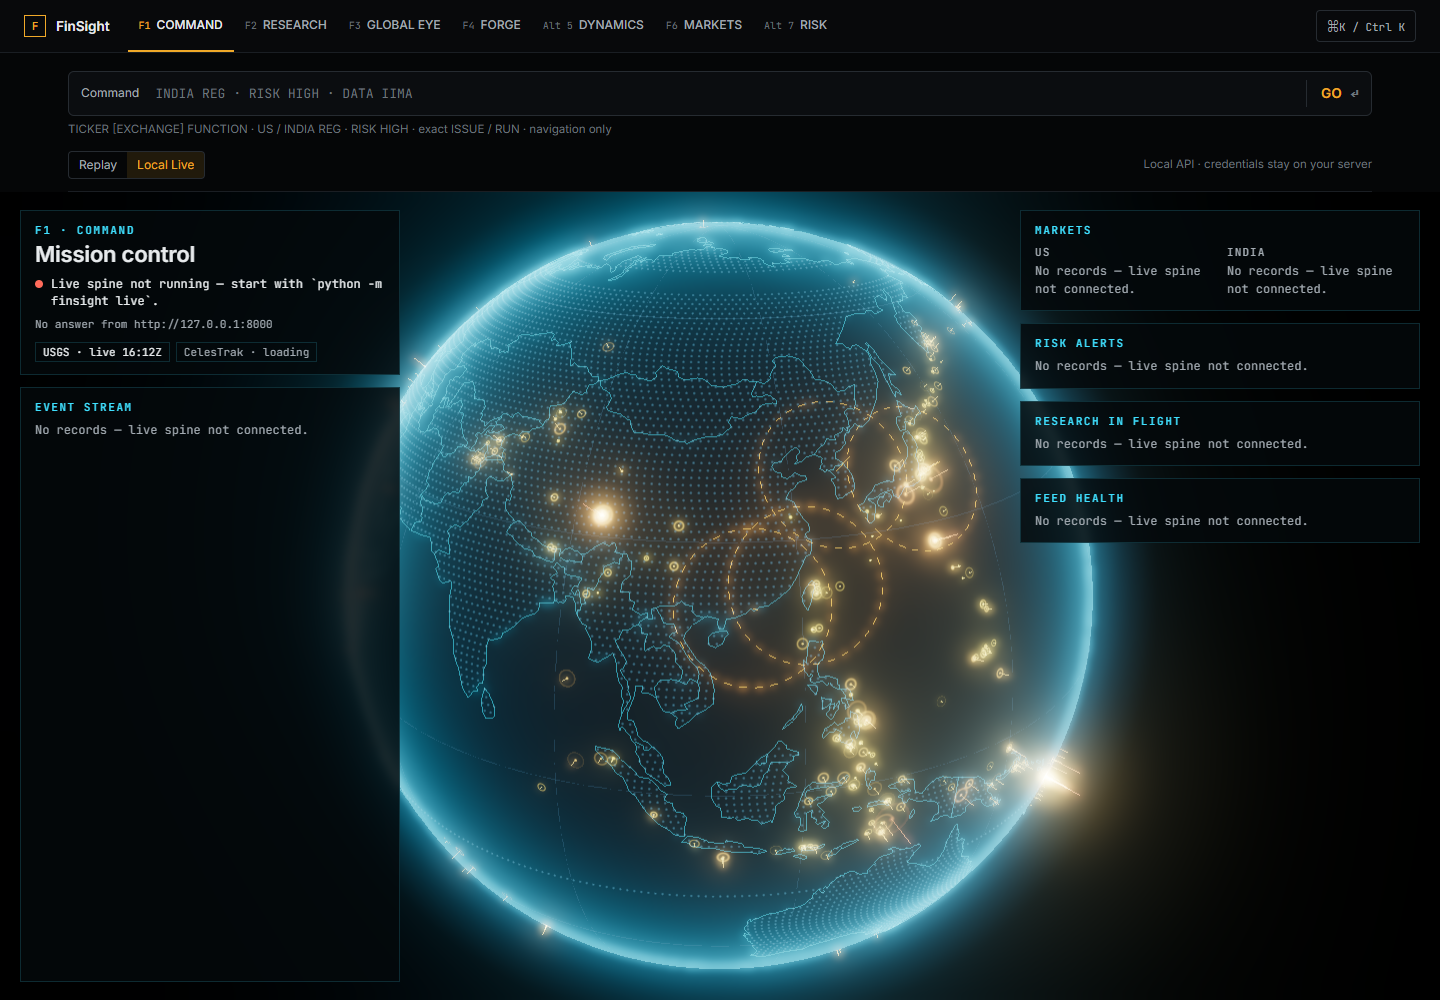 F FinSight F1 COMMAND F2 RESEARCH F3 GLOBAL EYE F4 FORGE Alt 5 DYNAMICS F6 MARKETS Alt 7 RISK ⌘K / Ctrl K
Command INDIA REG · RISK HIGH · DATA IIMA GO ↵
TICKER [EXCHANGE] FUNCTION · US / INDIA REG · RISK HIGH · exact ISSUE / RUN · navigation only
Replay Local Live Local API · credentials stay on your server
F1 · COMMAND
Mission control
Live spine not running — start with `python -m
finsight live`.
No answer from http://127.0.0.1:8000
USGS · live 16:12Z CelesTrak · loading
EVENT STREAM
No records — live spine not connected.
MARKETS
US
No records — live spine
not connected.
INDIA
No records — live spine
not connected.
RISK ALERTS
No records — live spine not connected.
RESEARCH IN FLIGHT
No records — live spine not connected.
FEED HEALTH
No records — live spine not connected.